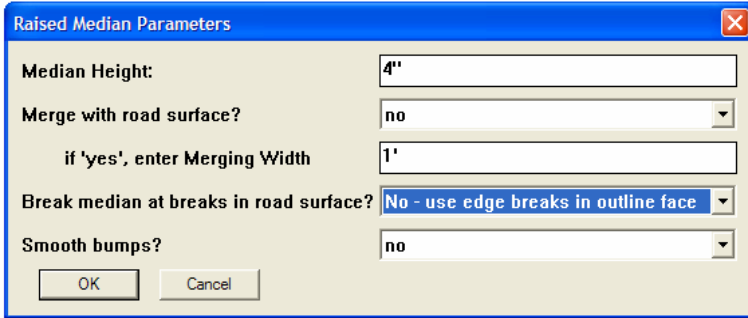 Raised Median Parameters
Median Height: 4"
Merge with road surface? no
if 'yes', enter Merging Width 1'
Break median at breaks in road surface? No - use edge breaks in outline face
Smooth bumps? no
OK Cancel